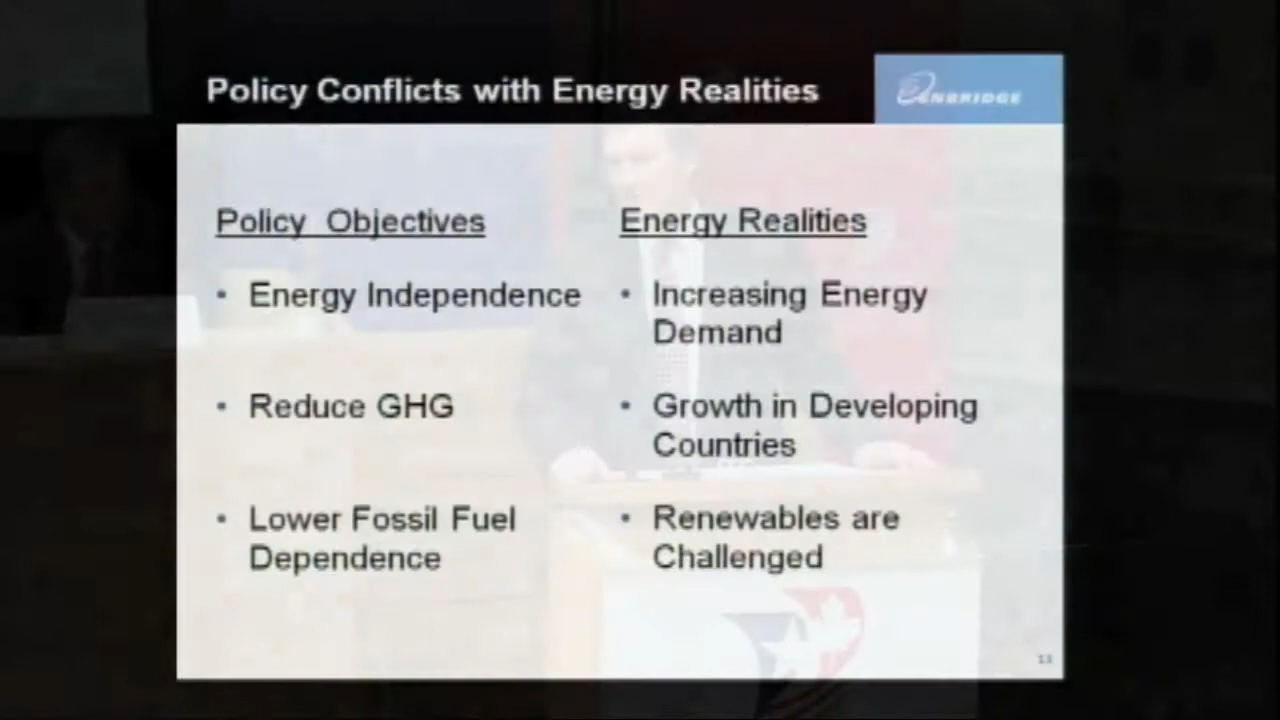 Policy Conflicts with Energy Realities
ENBRIDGE
Policy Objectives
• Energy Independence
• Reduce GHG
• Lower Fossil Fuel
Dependence
Energy Realities
• Increasing Energy
Demand
• Growth in Developing
Countries
• Renewables are
Challenged
13